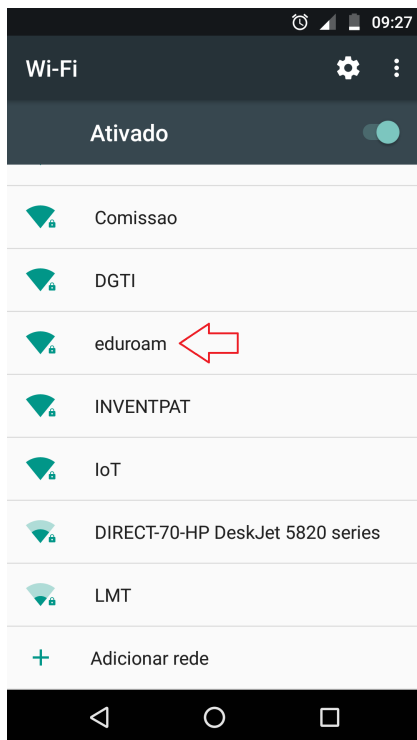 09:27
Wi-Fi
Ativado
Comissao
DGTI
eduroam
INVENTPAT
IoT
DIRECT-70-HP DeskJet 5820 series
LMT
Adicionar rede